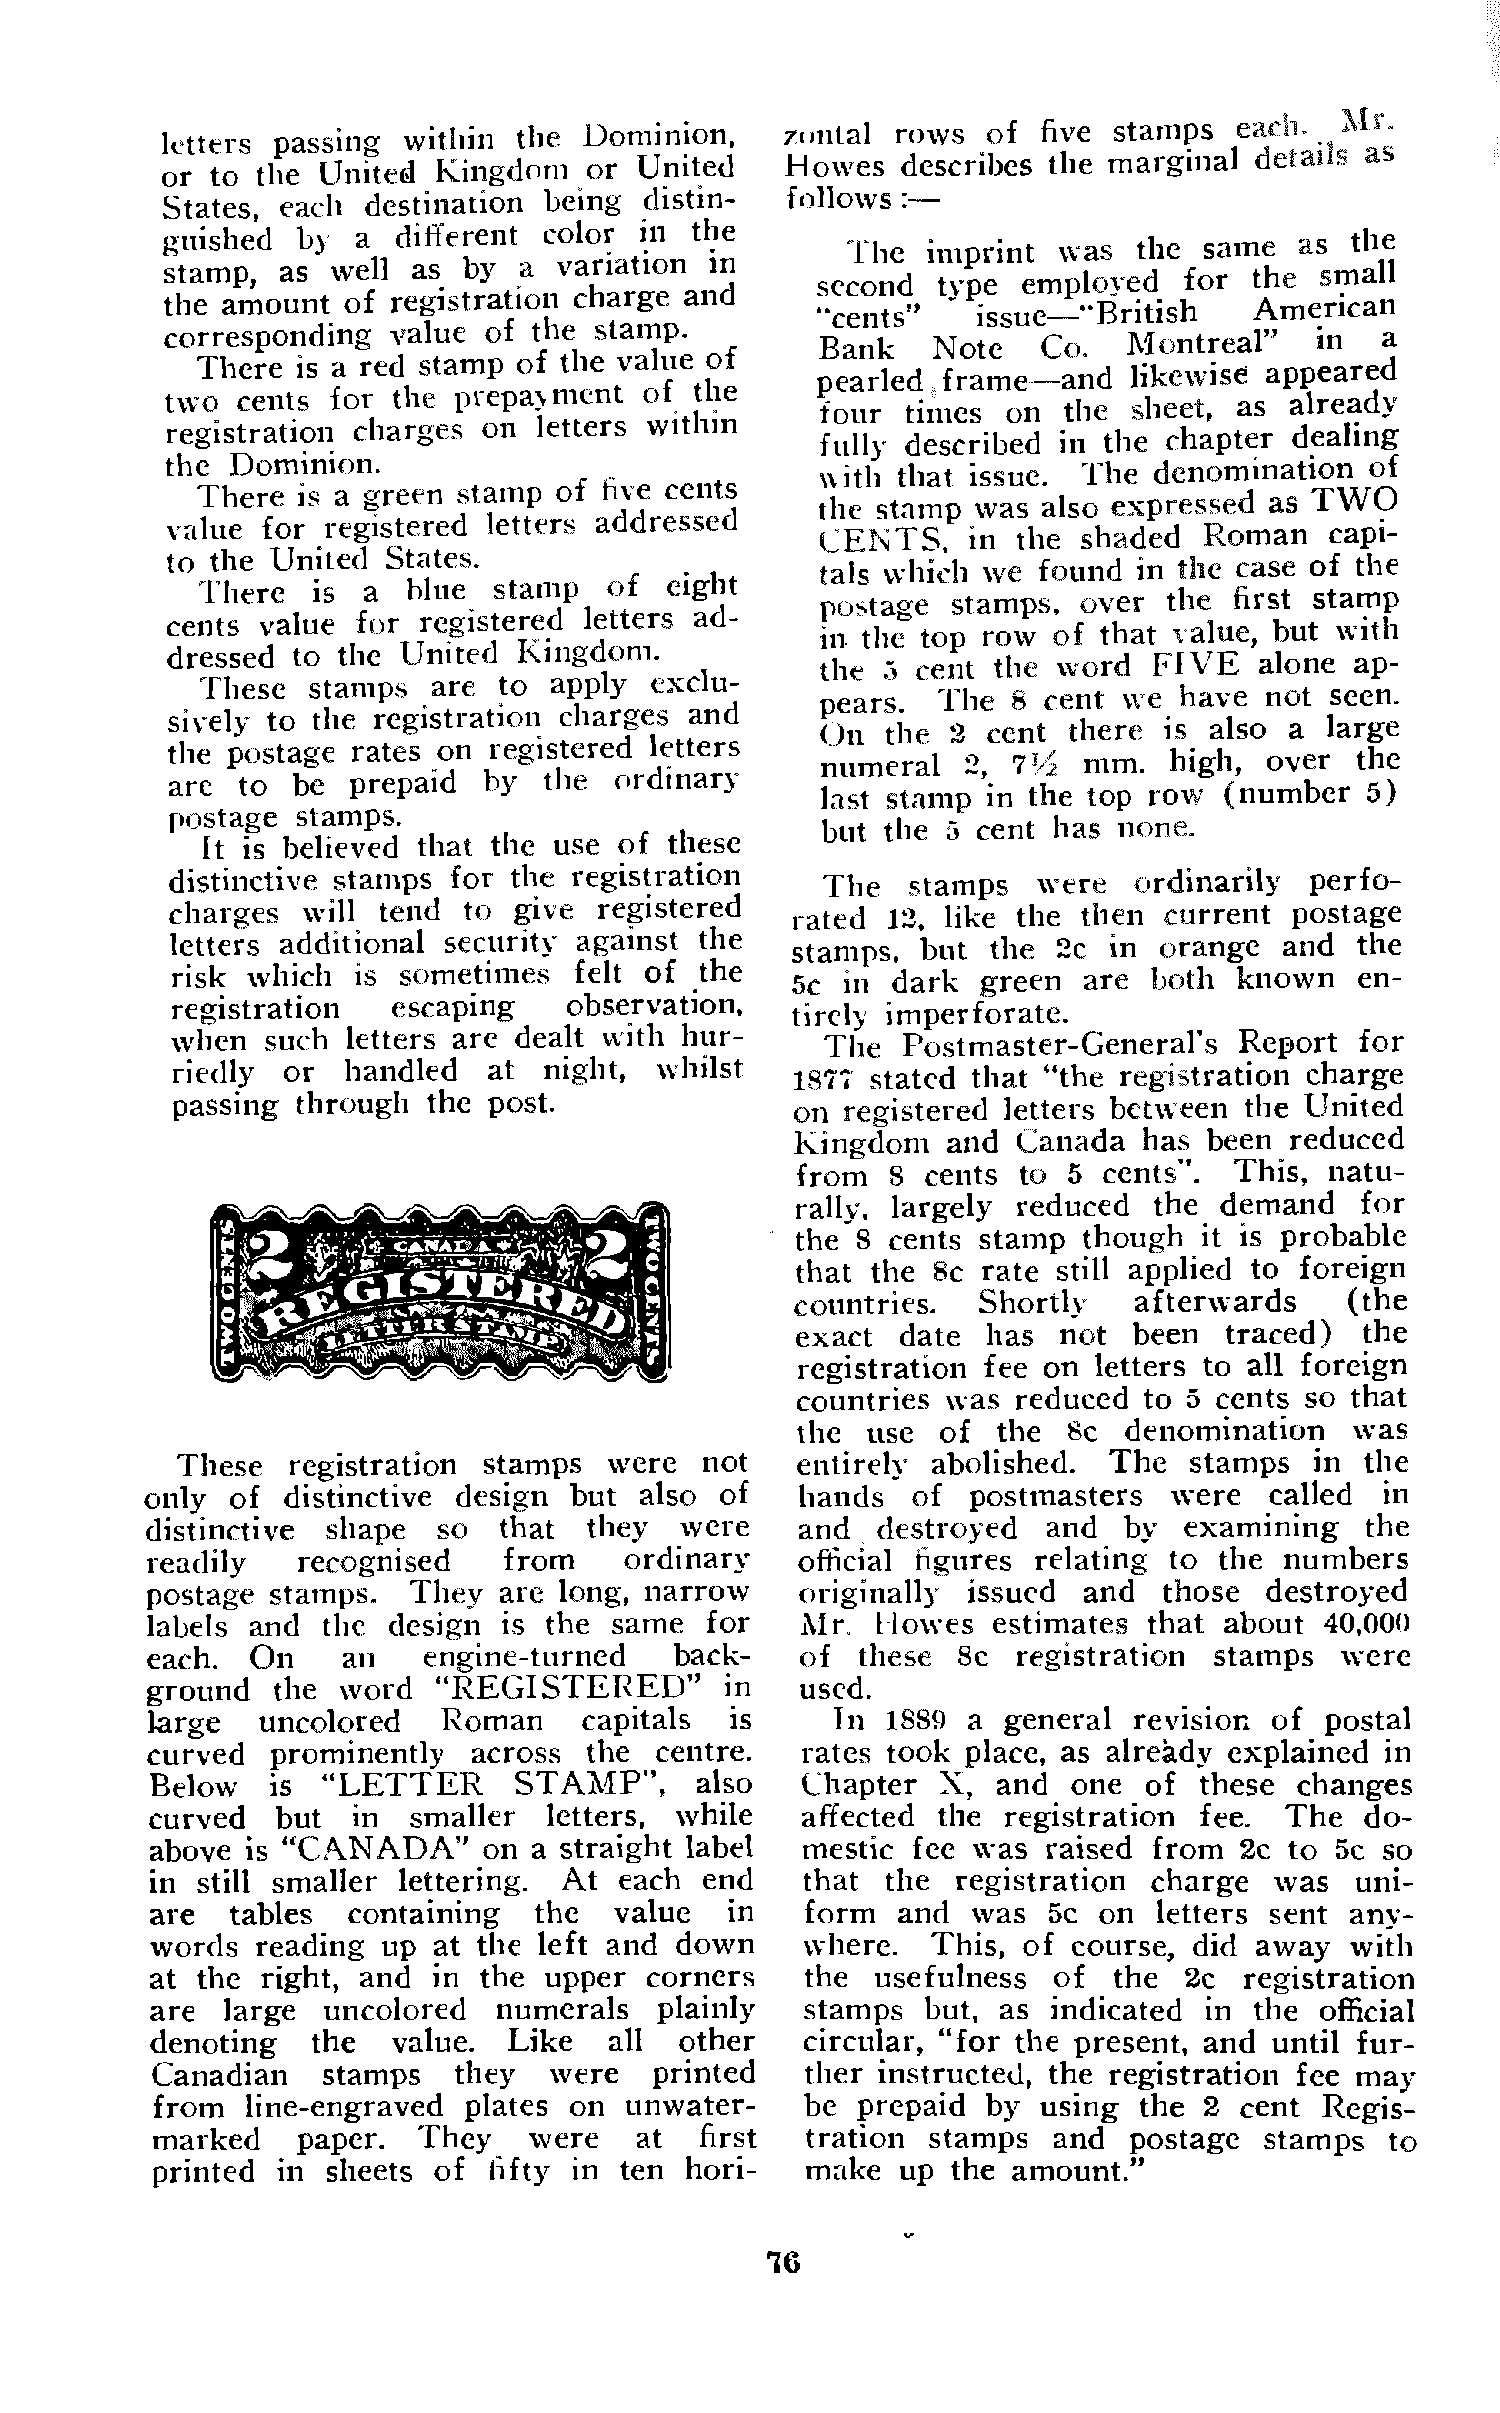 letters passing within the Dominion,
or to the United Kingdom or United
States, each destination being distin-
guished by a different color in the
stamp, as well as by a variation in
the amount of registration charge and
corresponding value of the stamp.
There is a red stamp of the value of
two cents for the prepayment of the
registration charges on letters within
the Dominion.
There is a green stamp of five cents
value for registered letters addressed
to the United States.
There is a blue stamp of eight
cents value for registered letters ad-
dressed to the United Kingdom.
These stamps are to apply exclu-
sively to the registration charges and
the postage rates on registered letters
are to be prepaid by the ordinary
postage stamps.
It is believed that the use of these
distinctive stamps for the registration
charges will tend to give registered
letters additional security against the
risk which is sometimes felt of the
registration escaping observation,
when such letters are dealt with hur-
riedly or handled at night, whilst
passing through the post.
2 CANADA 2
REGISTERED
LETTER STAMP
TWO CENTS
TWO CENTS
These registration stamps were not
only of distinctive design but also of
distinctive shape so that they were
readily recognised from ordinary
postage stamps. They are long, narrow
labels and the design is the same for
each. On an engine-turned back-
ground the word "REGISTERED" in
large uncolored Roman capitals is
curved prominently across the centre.
Below is "LETTER STAMP", also
curved but in smaller letters, while
above is "CANADA" on a straight label
in still smaller lettering. At each end
are tables containing the value in
words reading up at the left and down
at the right, and in the upper corners
are large uncolored numerals plainly
denoting the value. Like all other
Canadian stamps they were printed
from line-engraved plates on unwater-
marked paper. They were at first
printed in sheets of fifty in ten hori-
zontal rows of five stamps each. Mr.
Howes describes the marginal details as
follows :—
The imprint was the same as the
second type employed for the small
"cents" issue—"British American
Bank Note Co. Montreal" in a
pearled frame—and likewise appeared
four times on the sheet, as already
fully described in the chapter dealing
with that issue. The denomination of
the stamp was also expressed as TWO
CENTS, in the shaded Roman capi-
tals which we found in the case of the
postage stamps, over the first stamp
in the top row of that value, but with
the 5 cent the word FIVE alone ap-
pears. The 8 cent we have not seen.
On the 2 cent there is also a large
numeral 2, 7½ mm. high, over the
last stamp in the top row (number 5)
but the 5 cent has none.
The stamps were ordinarily perfo-
rated 12, like the then current postage
stamps, but the 2c in orange and the
5c in dark green are both known en-
tirely imperforate.
The Postmaster-General's Report for
1877 stated that "the registration charge
on registered letters between the United
Kingdom and Canada has been reduced
from 8 cents to 5 cents". This, natu-
rally, largely reduced the demand for
the 8 cents stamp though it is probable
that the 8c rate still applied to foreign
countries. Shortly afterwards (the
exact date has not been traced) the
registration fee on letters to all foreign
countries was reduced to 5 cents so that
the use of the 8c denomination was
entirely abolished. The stamps in the
hands of postmasters were called in
and destroyed and by examining the
official figures relating to the numbers
originally issued and those destroyed
Mr. Howes estimates that about 40,000
of these 8c registration stamps were
used.
In 1889 a general revision of postal
rates took place, as already explained in
Chapter X, and one of these changes
affected the registration fee. The do-
mestic fee was raised from 2c to 5c so
that the registration charge was uni-
form and was 5c on letters sent any-
where. This, of course, did away with
the usefulness of the 2c registration
stamps but, as indicated in the official
circular, "for the present, and until fur-
ther instructed, the registration fee may
be prepaid by using the 2 cent Regis-
tration stamps and postage stamps to
make up the amount."
76